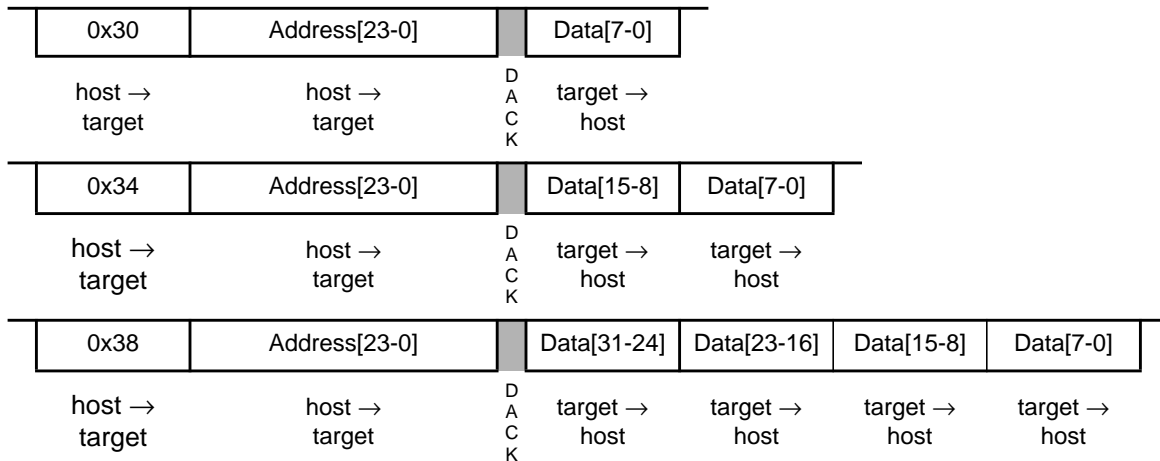 0x30 Address[23-0] Data[7-0]
host → host → D A C K target →
target target host
0x34 Address[23-0] Data[15-8] Data[7-0]
host → host → D A C K target → target →
target target host host
0x38 Address[23-0] Data[31-24] Data[23-16] Data[15-8] Data[7-0]
host → host → D A C K target → target → target → target →
target target host host host host